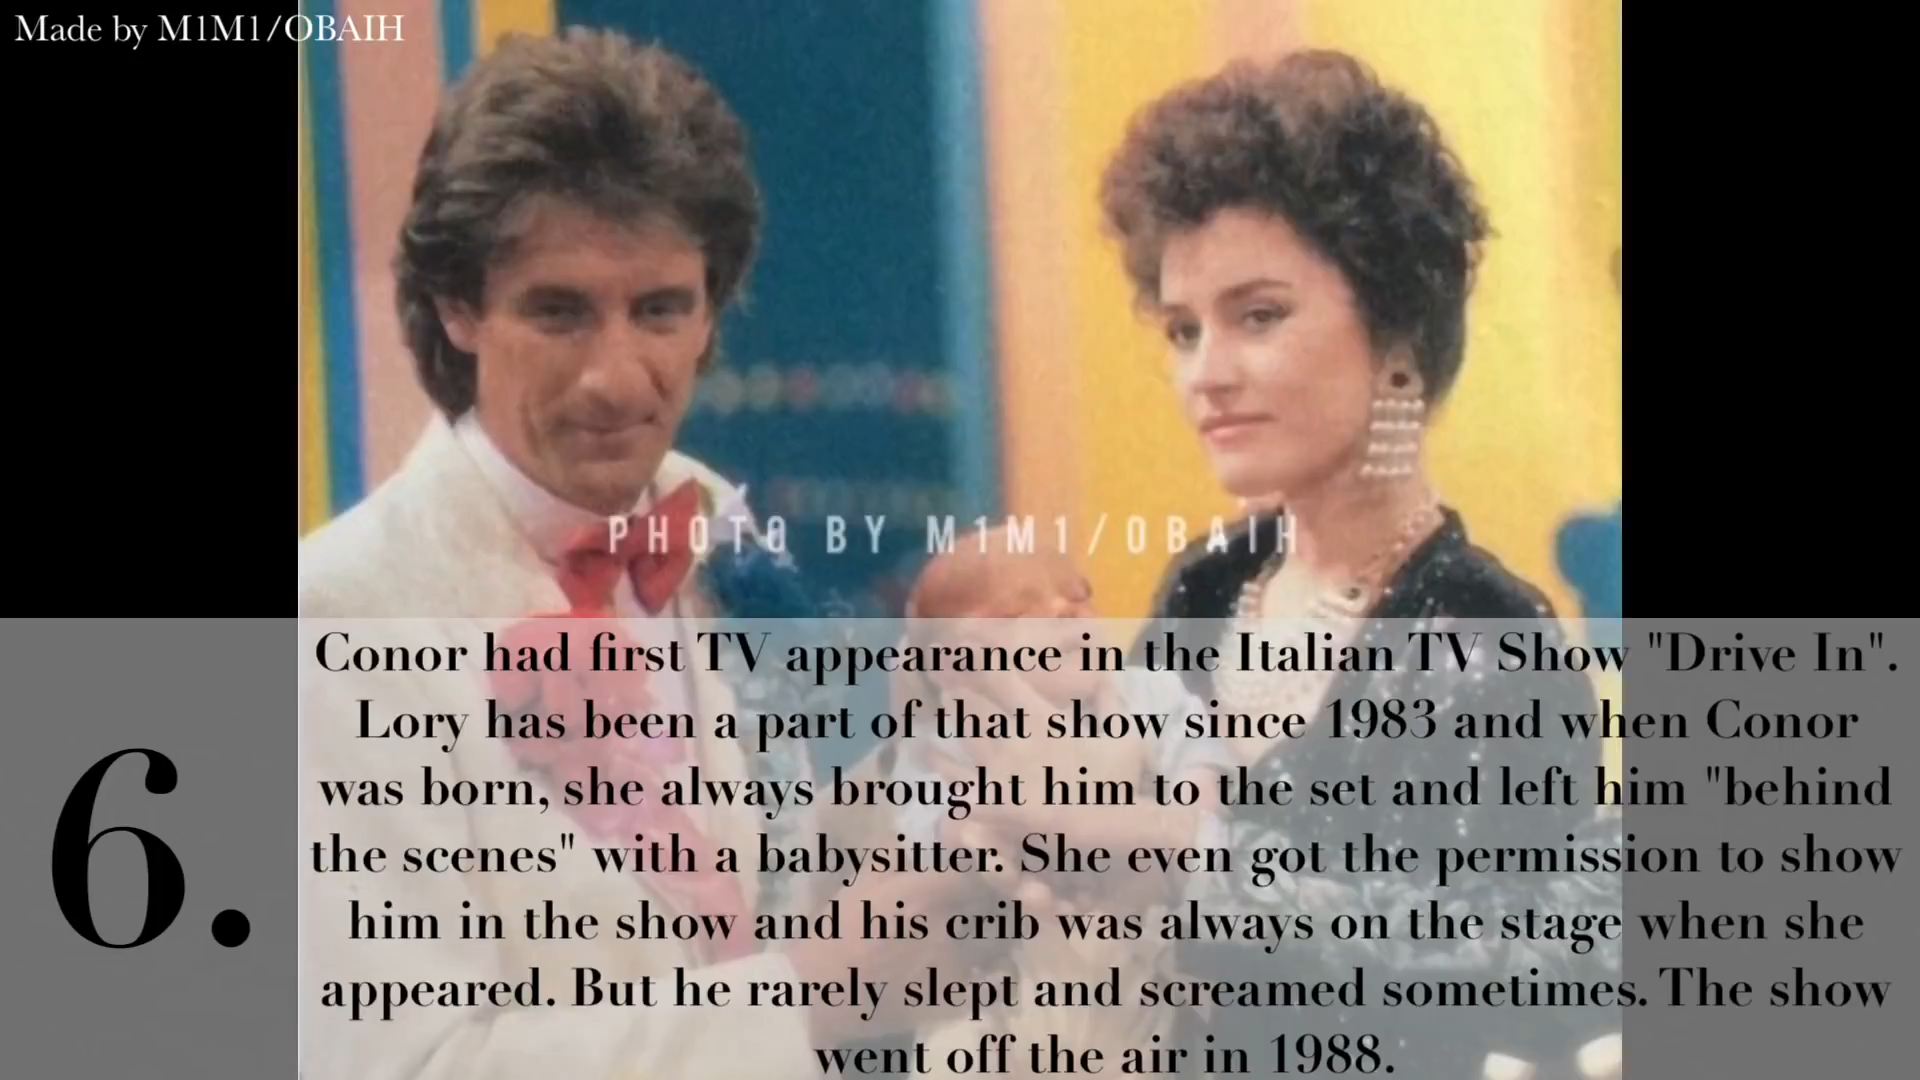 Made by M1M1/OBAIH
PHOTO BY M1M1/OBAIH
6.
Conor had first TV appearance in the Italian TV Show "Drive In".
Lory has been a part of that show since 1983 and when Conor
was born, she always brought him to the set and left him "behind
the scenes" with a babysitter. She even got the permission to show
him in the show and his crib was always on the stage when she
appeared. But he rarely slept and screamed sometimes. The show
went off the air in 1988.